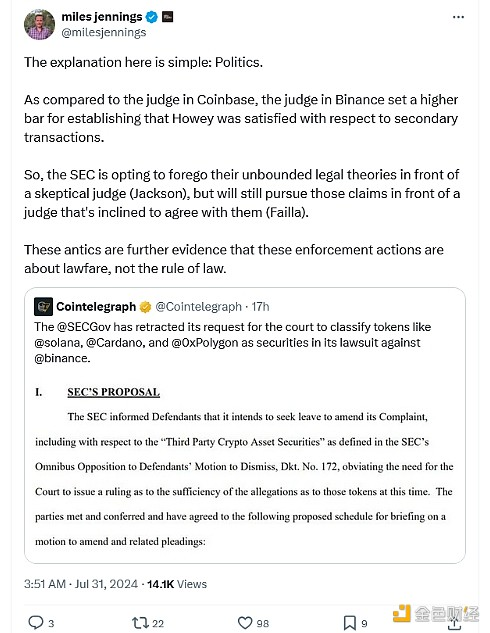 miles jennings
@milesjennings
The explanation here is simple: Politics.
As compared to the judge in Coinbase, the judge in Binance set a higher
bar for establishing that Howey was satisfied with respect to secondary
transactions.
So, the SEC is opting to forego their unbounded legal theories in front of
a skeptical judge (Jackson), but will still pursue those claims in front of a
judge that's inclined to agree with them (Failla).
These antics are further evidence that these enforcement actions are
about lawfare, not the rule of law.
Cointelegraph @Cointelegraph · 17h
The @SECGov has retracted its request for the court to classify tokens like
@solana, @Cardano, and @0xPolygon as securities in its lawsuit against
@binance.
I. SEC'S PROPOSAL
The SEC informed Defendants that it intends to seek leave to amend its Complaint,
including with respect to the “Third Party Crypto Asset Securities” as defined in the SEC's
Omnibus Opposition to Defendants' Motion to Dismiss, Dkt. No. 172, obviating the need for the
Court to issue a ruling as to the sufficiency of the allegations as to those tokens at this time. The
parties met and conferred and have agreed to the following proposed schedule for briefing on a
motion to amend and related pleadings:
3:51 AM · Jul 31, 2024 · 14.1K Views
3 22 98 9
金色财经